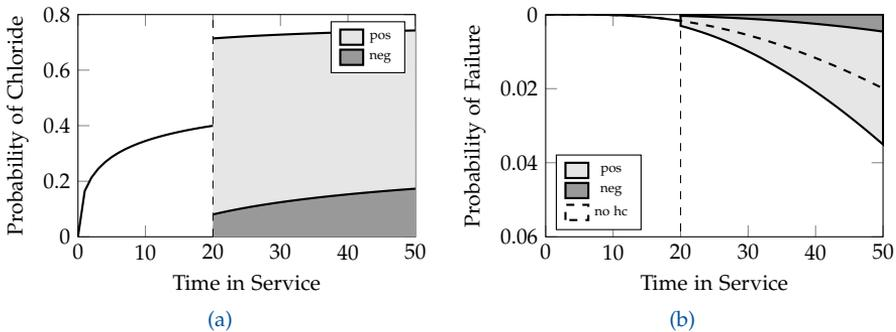 Probability of Chloride
0.8
0.6
0.4
0.2
0
0
10
20
30
40
50
pos
neg
Time in Service
(a)
Probability of Failure
0
0.02
0.04
0.06
0
10
20
30
40
50
pos
neg
no hc
Time in Service
(b)